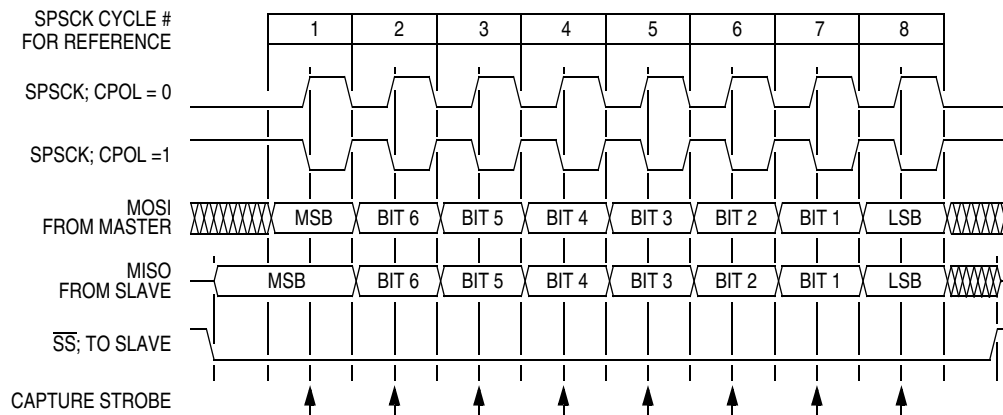 SPSCK CYCLE #
FOR REFERENCE
1 2 3 4 5 6 7 8
SPSCK; CPOL = 0
SPSCK; CPOL =1
MOSI
FROM MASTER
MSB BIT 6 BIT 5 BIT 4 BIT 3 BIT 2 BIT 1 LSB
MISO
FROM SLAVE
MSB BIT 6 BIT 5 BIT 4 BIT 3 BIT 2 BIT 1 LSB
SS; TO SLAVE
CAPTURE STROBE